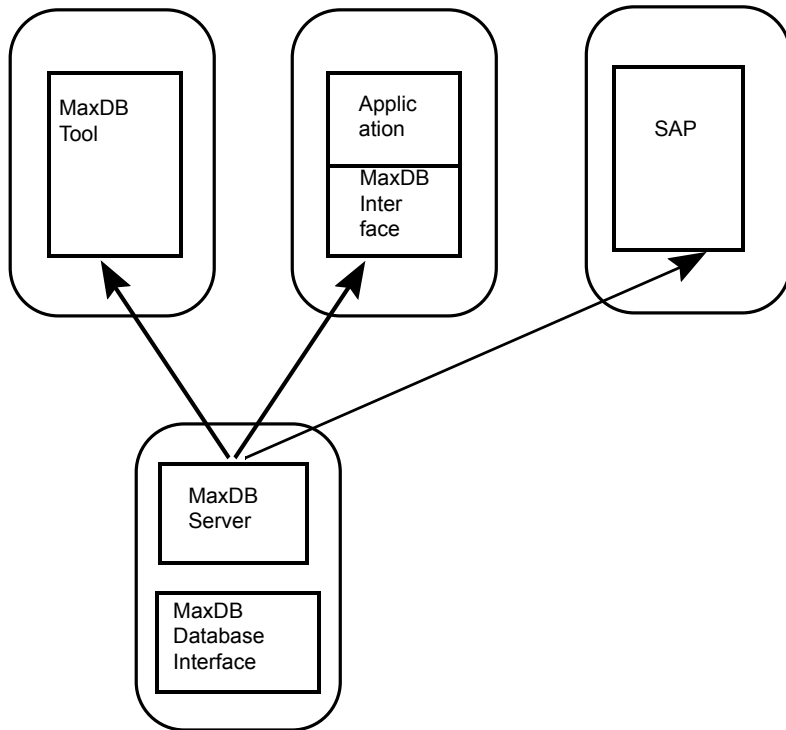 MaxDB
Tool
Applic
ation
MaxDB
Inter
face
SAP
MaxDB
Server
MaxDB
Database
Interface